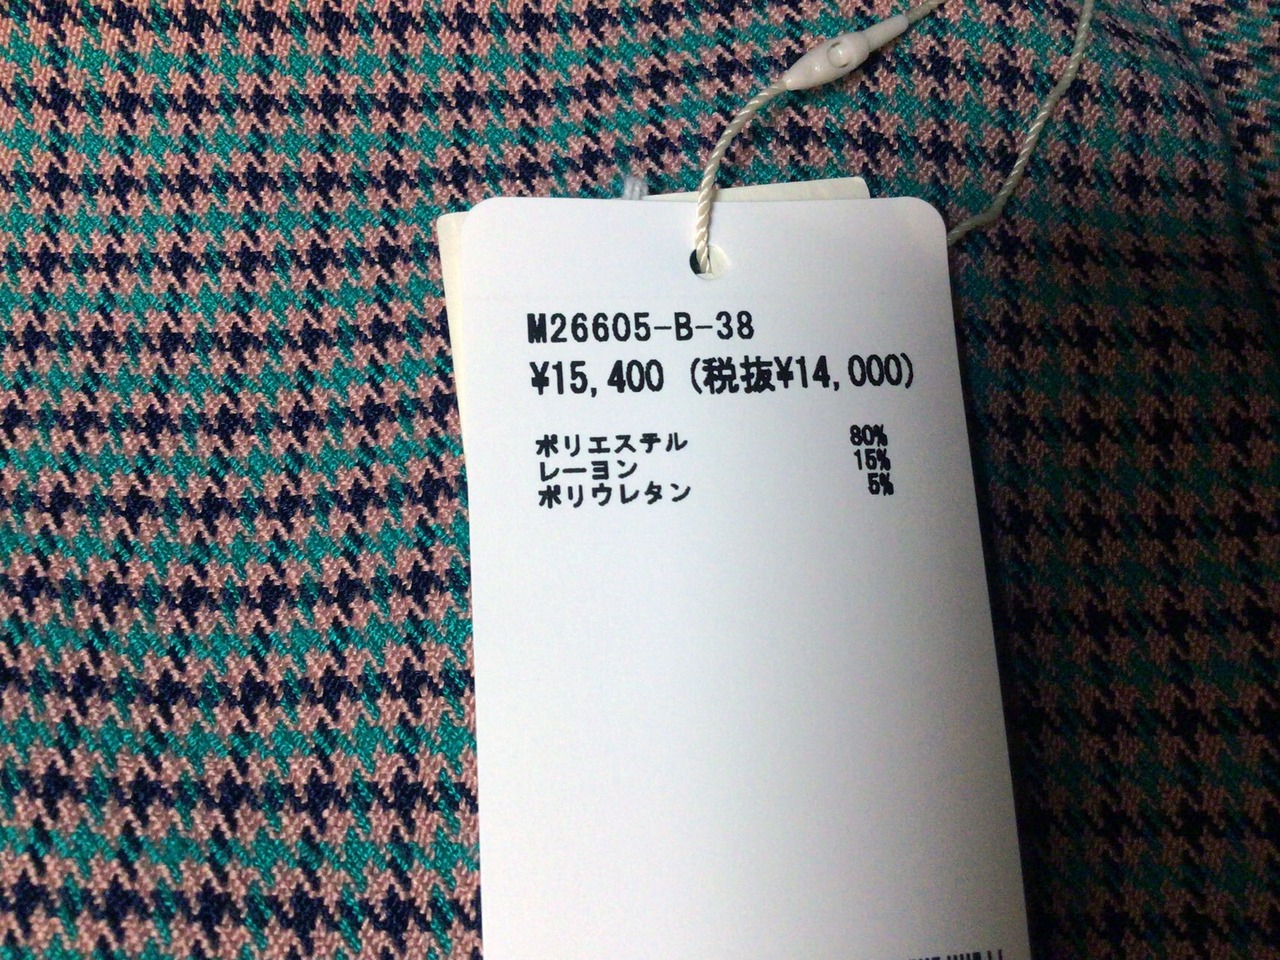 M26605-B-38
¥15,400 (税抜¥14,000)
ポリエステル 80%
レーヨン 15%
ポリウレタン 5%